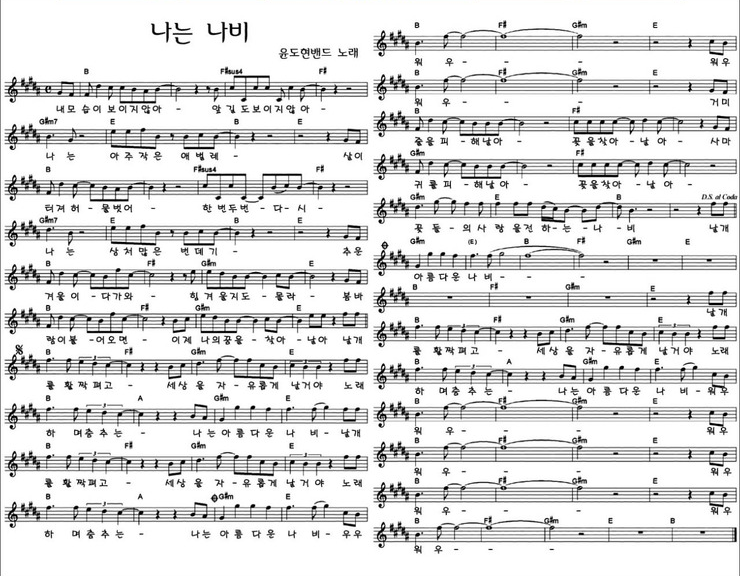 나는 나비
윤도현밴드 노래
B F#sus4 F#
내모습이보이지않아- 앞길도보이지않아-
G#m7 E
나는 아주작은 애벌레- 살이
B F#sus4 F#
터져허-물벗어- 한번두번-다시-
G#m7 E
나는 상처많은 번데기- 추운
B F# G#m E
겨울이-다가와- 힘겨울지도-몰라- 봄바
B F# G#m E
람이불-어오면- 이제나의꿈을-찾아-날아 날개
B F# G#m E
를활짝펴고- 세상을자-유롭게날거야 노래
B A G#m E
하며춤추는- 나는아름다운나비-날개
B F# G#m E
를활짝펴고- 세상을자-유롭게날거야 노래
B A G#m E
하며춤추는- 나는아름다운나비-우우
B F# G#m E
워우- - - 워우
B F# G#m E
워우- - - 거미
B F#
줄을피-해날아- 꽃을찾아-날아- 사마
G#m E
귀를피-해날아- 꽃을찾아-날아-
G#m E B D.S. al Coda
꽃들-의사랑을전하-는-나-비 날개
G#m (E) B G#m E
아름다운나비- - -
B G#m E
날개
B F# G#m E
를활짝펴고- 세상을자-유롭게날거야 노래
B A G#m E
하며춤추는- 나는아름다운나비-워우
B F# G#m E
워우- - - 워우
B F# G#m E
워우- - - 워우
B F# G#m E
워우- - - 워우
B F# G#m E B
워우- - -